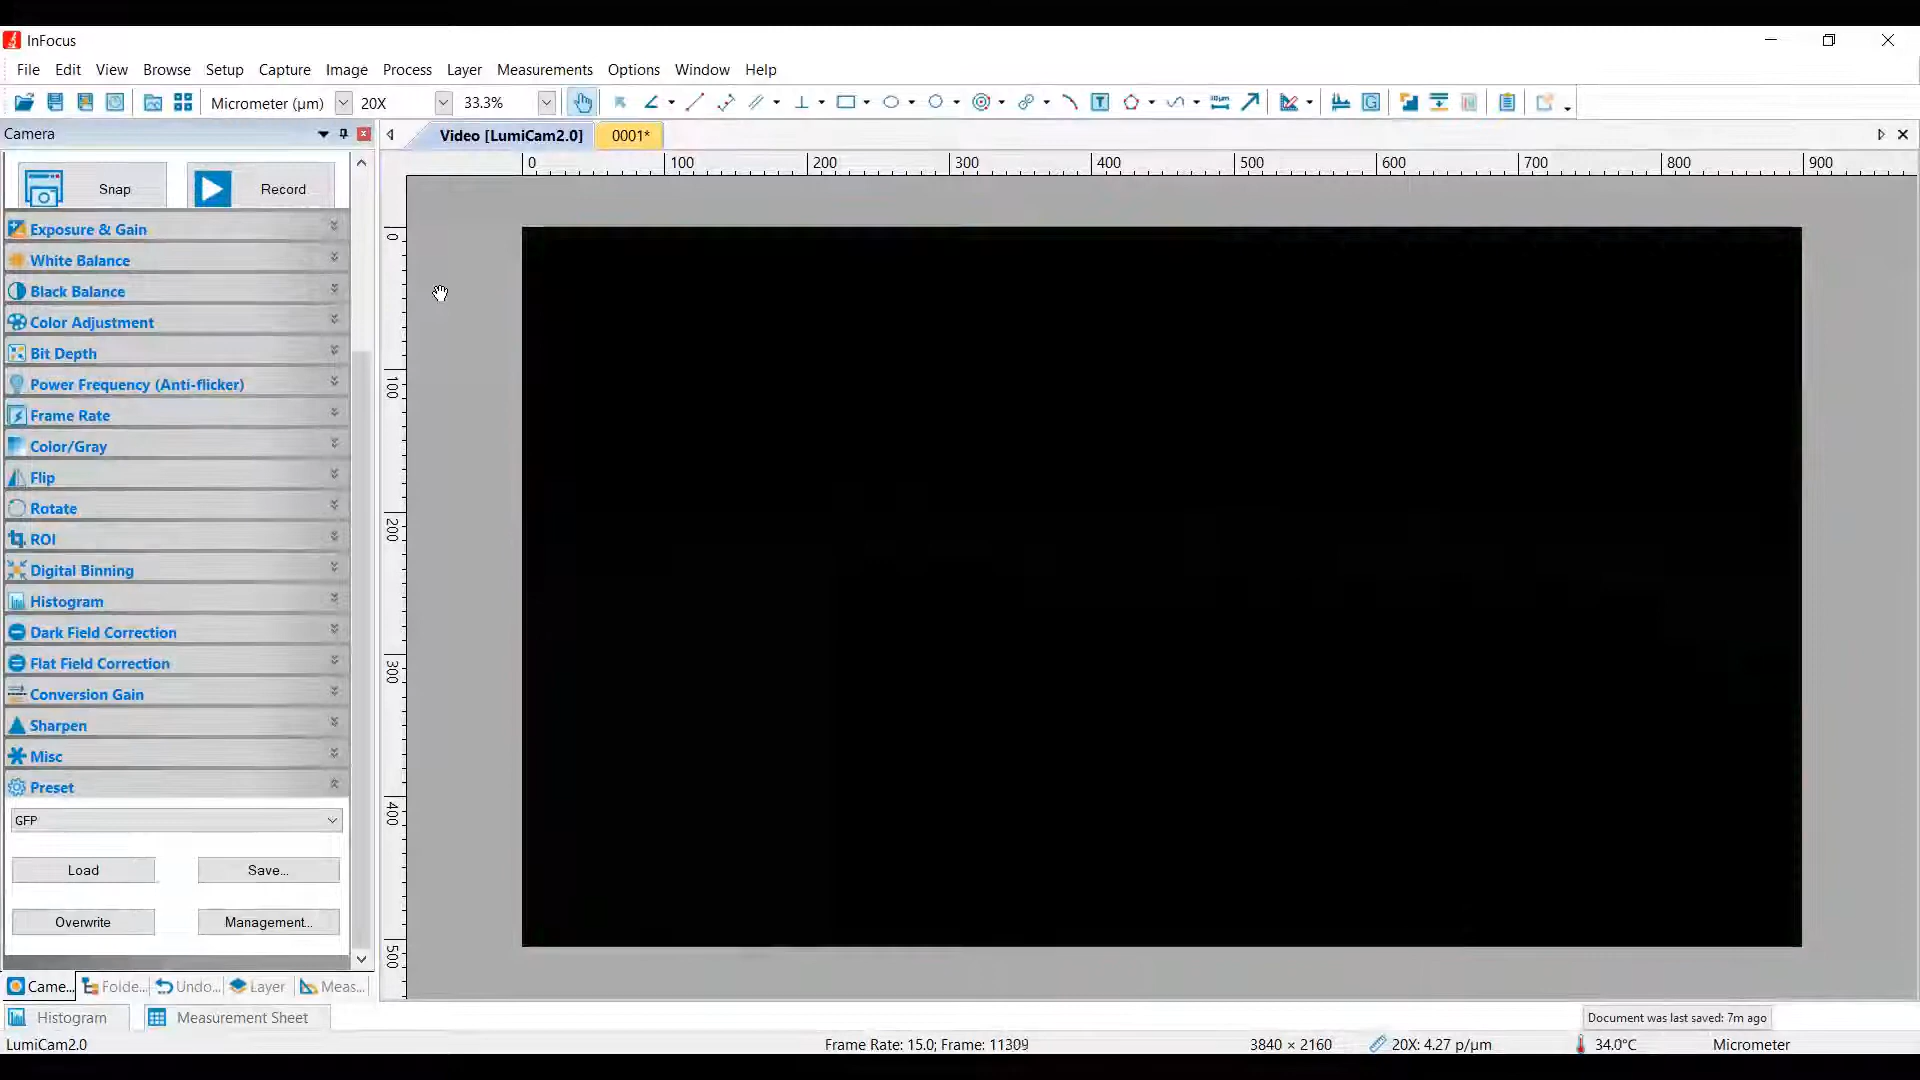 InFocus
File Edit View Browse Setup Capture Image Process Layer Measurements Options Window Help
Micrometer (µm) 20X 33.3%
Camera
Video [LumiCam2.0] 0001*
0 100 200 300 400 500 600 700 800 900
0
100
200
300
400
500
Snap Record
Exposure & Gain
White Balance
Black Balance
Color Adjustment
Bit Depth
Power Frequency (Anti-flicker)
Frame Rate
Color/Gray
Flip
Rotate
ROI
Digital Binning
Histogram
Dark Field Correction
Flat Field Correction
Conversion Gain
Sharpen
Misc
Preset
GFP
Load Save...
Overwrite Management...
Came... Folde... Undo... Layer Meas...
Histogram Measurement Sheet
Document was last saved: 7m ago
LumiCam2.0 Frame Rate: 15.0; Frame: 11309 3840 × 2160 20X: 4.27 p/µm 34.0°C Micrometer